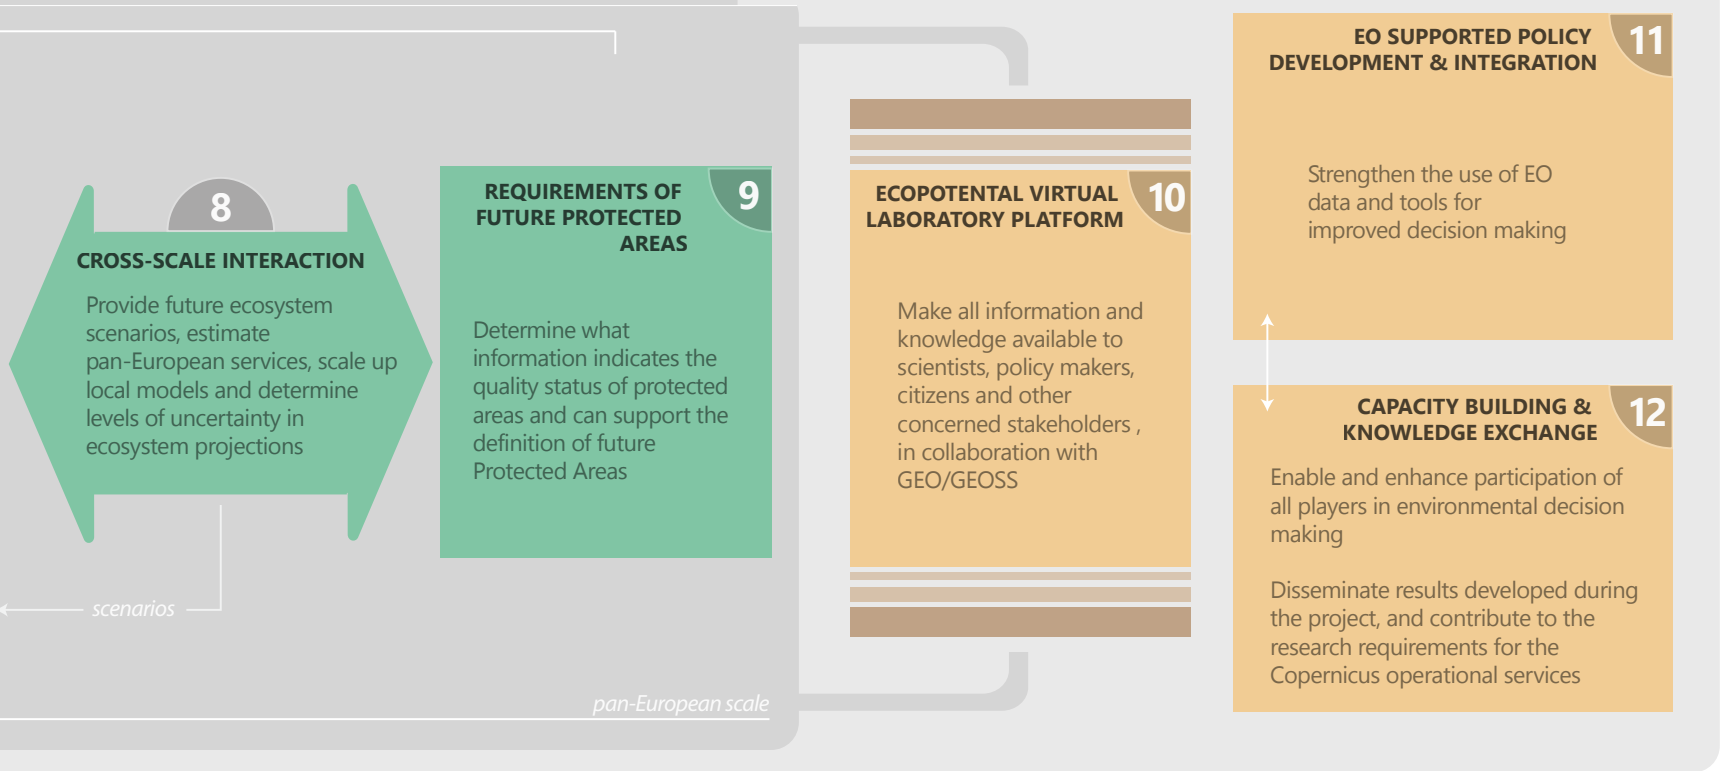 8
CROSS-SCALE INTERACTION
Provide future ecosystem
scenarios, estimate
pan-European services, scale up
local models and determine
levels of uncertainty in
ecosystem projections
scenarios
REQUIREMENTS OF
FUTURE PROTECTED
AREAS
9
Determine what
information indicates the
quality status of protected
areas and can support the
definition of future
Protected Areas
pan-European scale
ECOPOTENTAL VIRTUAL
LABORATORY PLATFORM
10
Make all information and
knowledge available to
scientists, policy makers,
citizens and other
concerned stakeholders ,
in collaboration with
GEO/GEOSS
EO SUPPORTED POLICY
DEVELOPMENT & INTEGRATION
11
Strengthen the use of EO
data and tools for
improved decision making
CAPACITY BUILDING &
KNOWLEDGE EXCHANGE
12
Enable and enhance participation of
all players in environmental decision
making
Disseminate results developed during
the project, and contribute to the
research requirements for the
Copernicus operational services